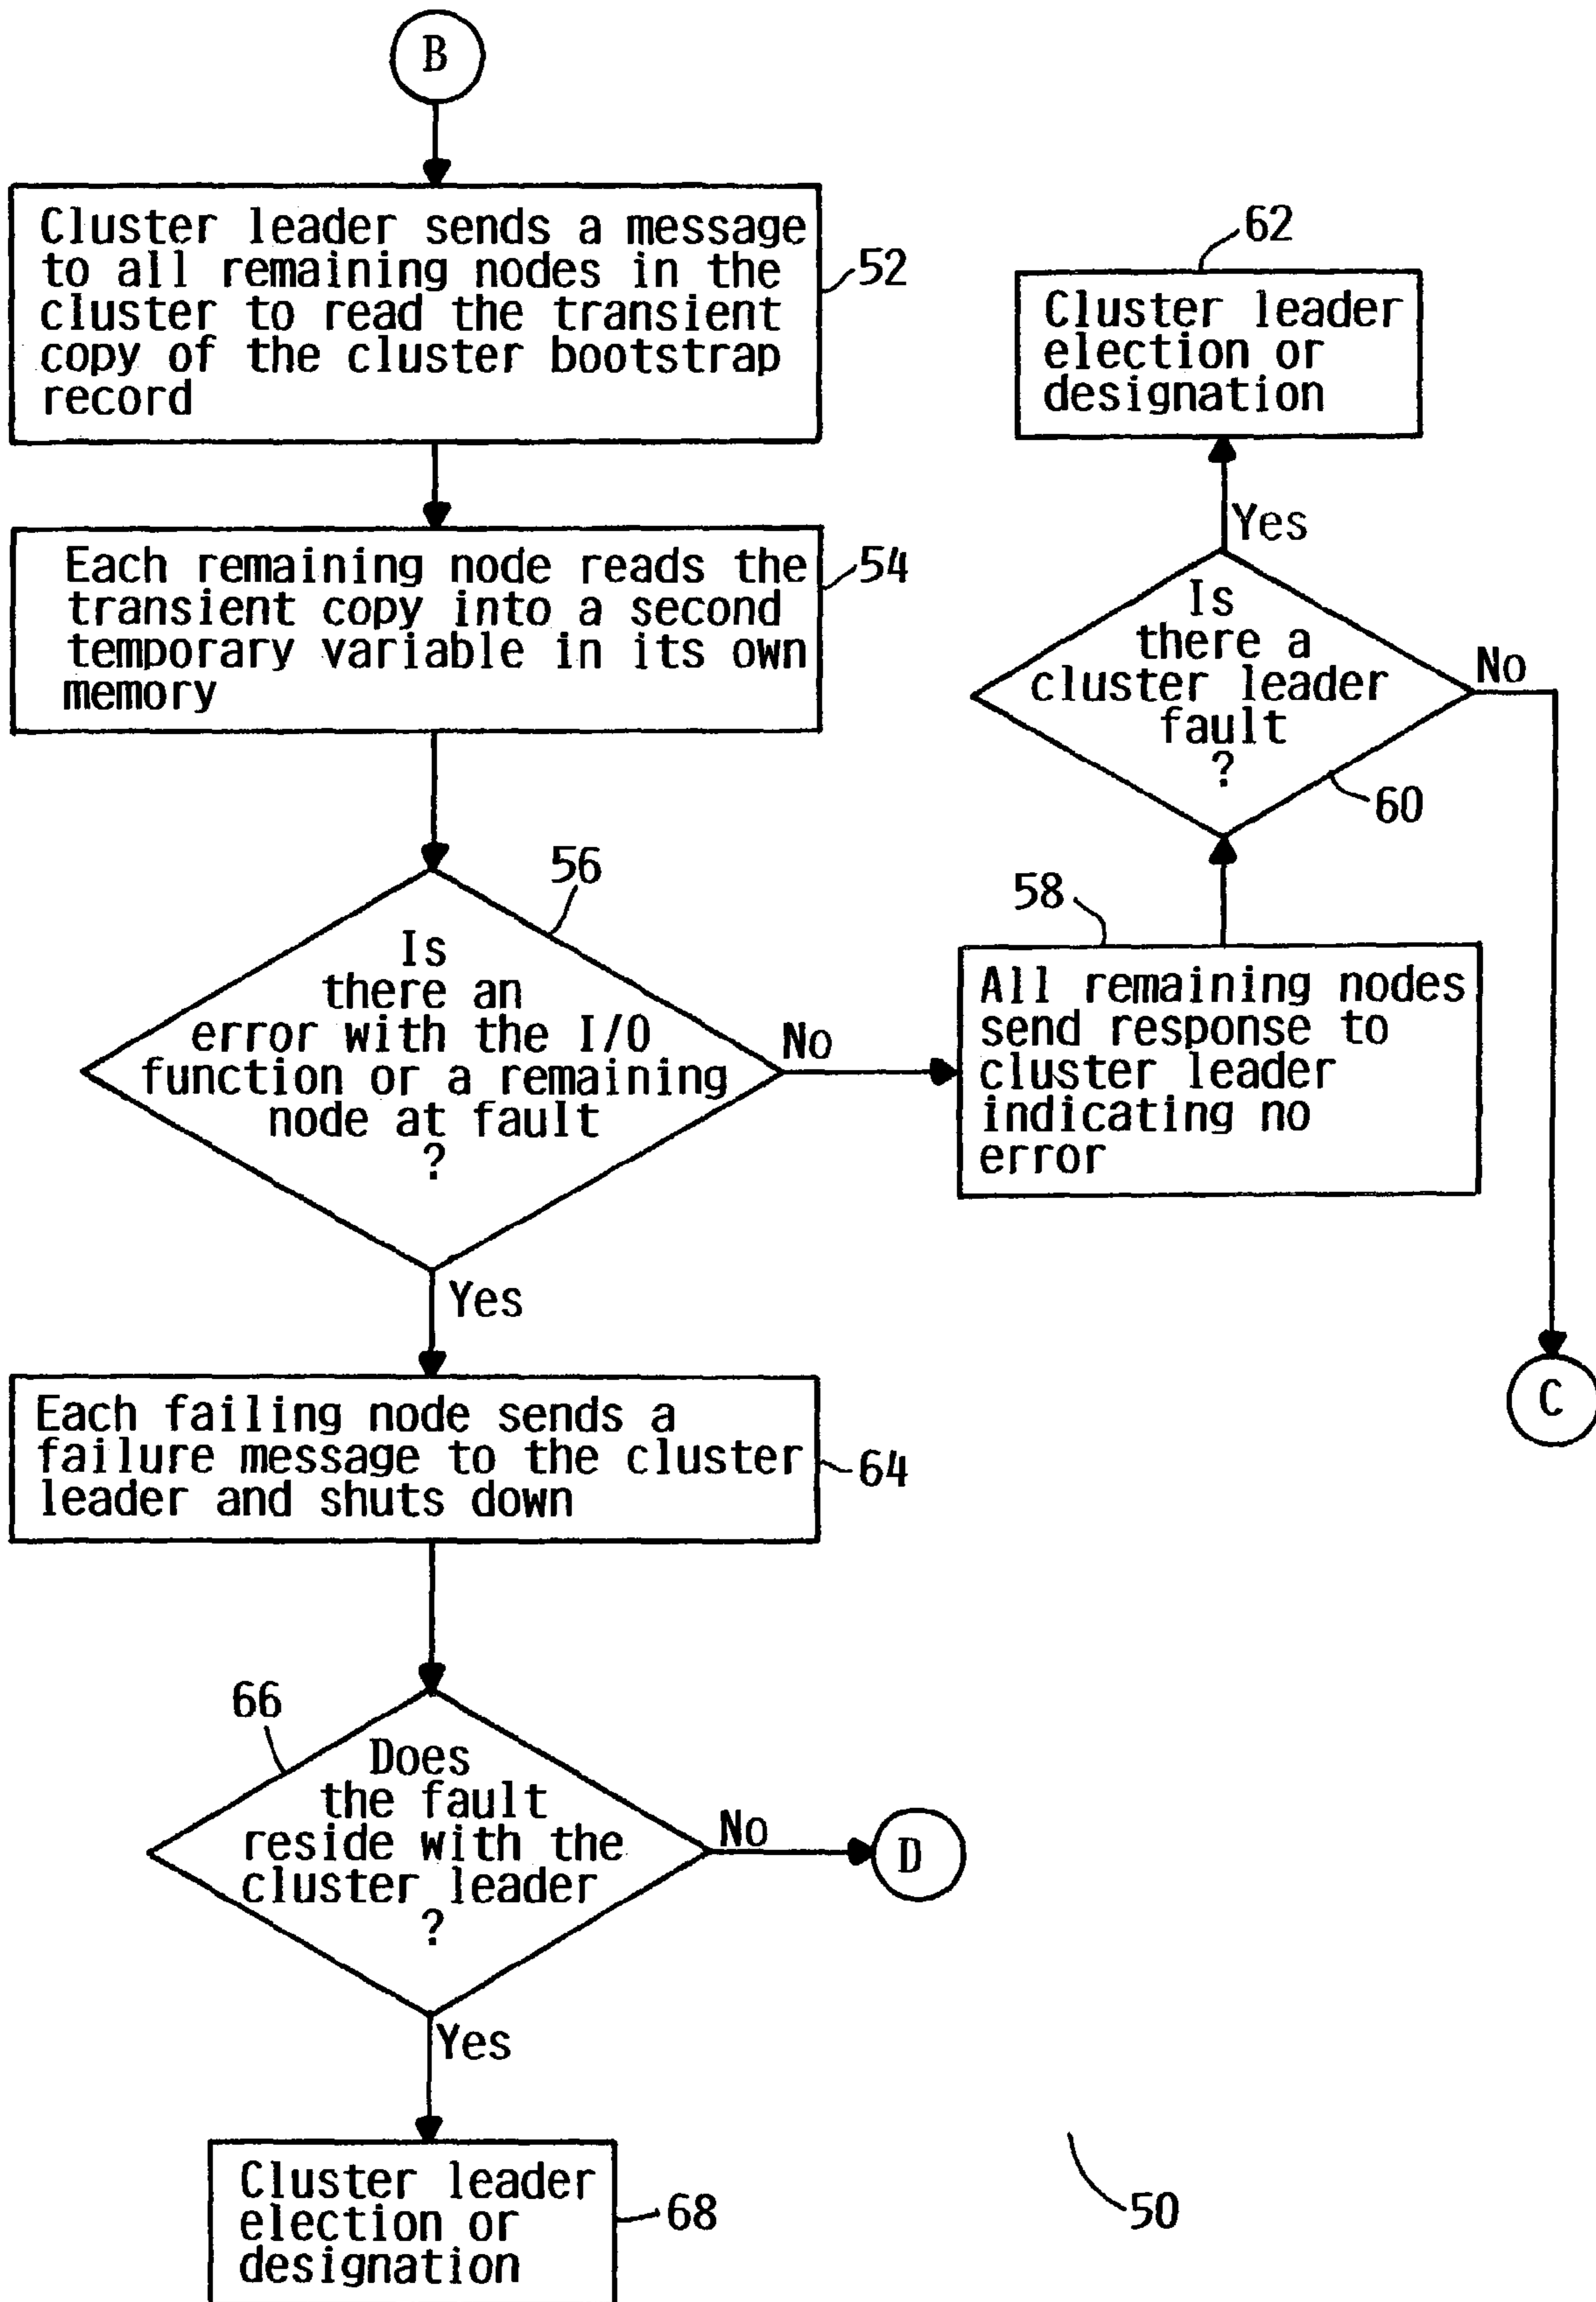 B
Cluster leader sends a message
to all remaining nodes in the
cluster to read the transient
copy of the cluster bootstrap
record
52
Each remaining node reads the
transient copy into a second
temporary variable in its own
memory
54
56
Is
there an
error with the I/O
function or a remaining
node at fault
?
No
Yes
58
All remaining nodes
send response to
cluster leader
indicating no
error
60
Is
there a
cluster leader
fault
?
Yes
No
62
Cluster leader
election or
designation
C
Each failing node sends a
failure message to the cluster
leader and shuts down
64
66
Does
the fault
reside with the
cluster leader
?
No
D
Yes
Cluster leader
election or
designation
68
50